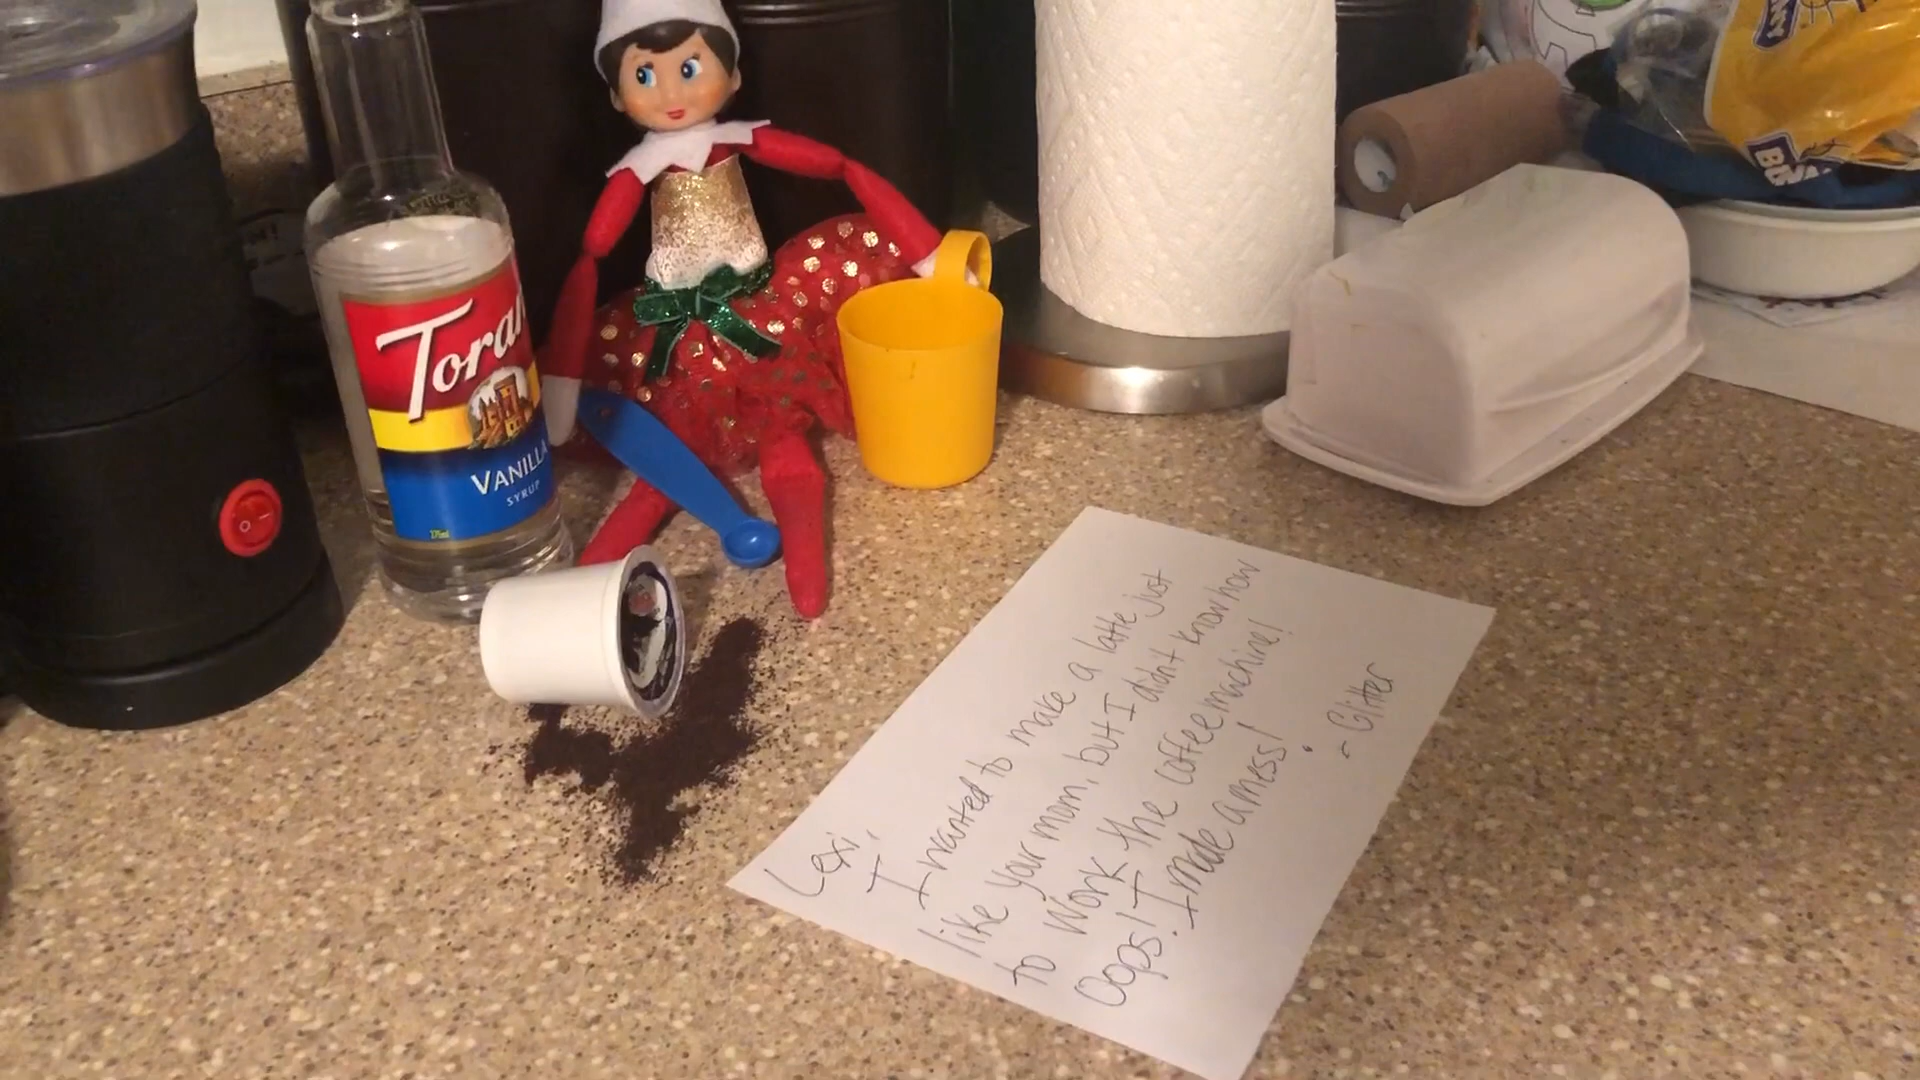 Torani
VANILLA
SYRUP
375ml
Lexi,
I wanted to make a latte just
like your mom, but I didn't know how
to work the coffee machine!
Oops! I made a mess!
- Glitter